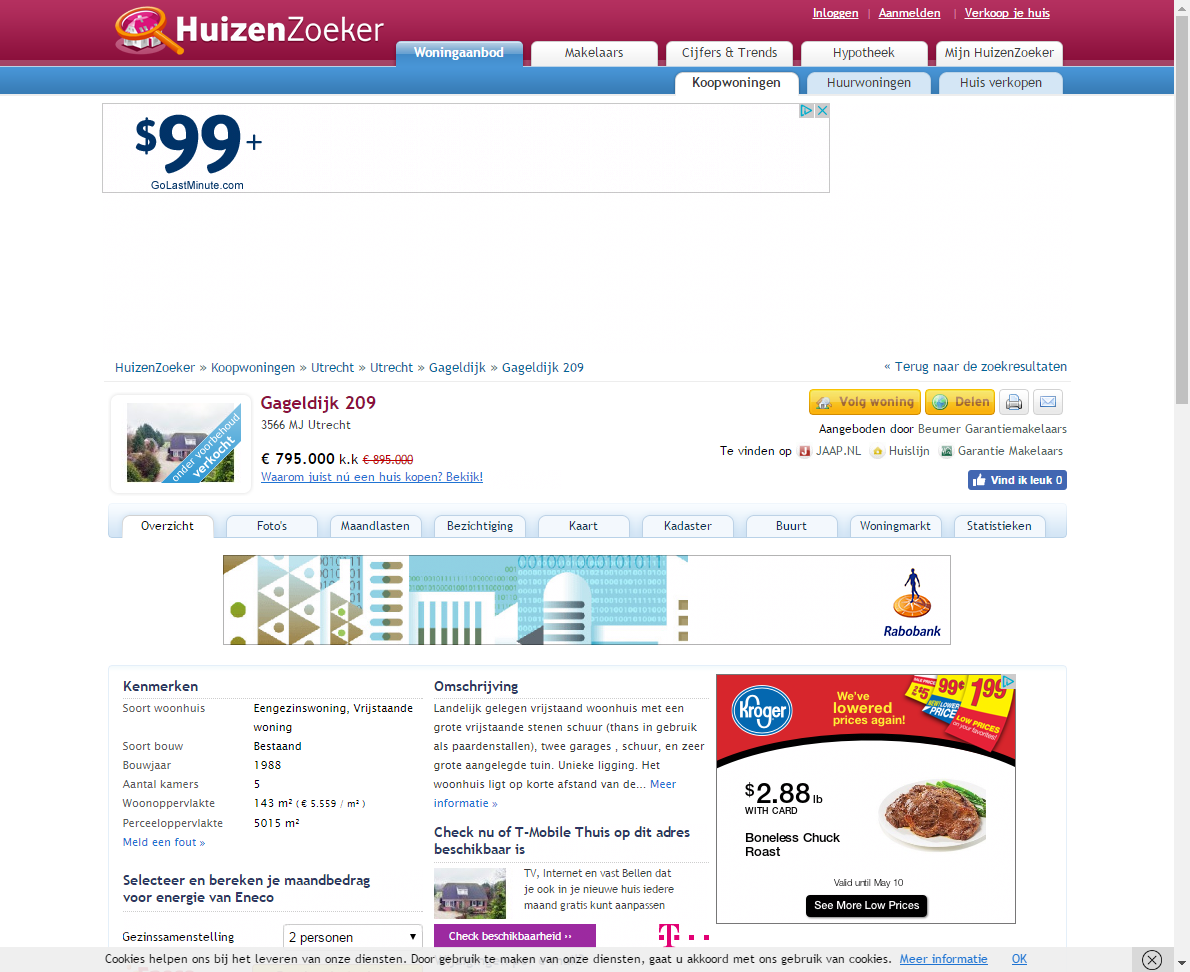 HuizenZoeker
Inloggen | Aanmelden | Verkoop je huis
Woningaanbod Makelaars Cijfers & Trends Hypotheek Mijn HuizenZoeker
Koopwoningen Huurwoningen Huis verkopen
$99+
GoLastMinute.com
HuizenZoeker » Koopwoningen » Utrecht » Utrecht » Gageldijk » Gageldijk 209
« Terug naar de zoekresultaten
onder voorbehoud
verkocht
Gageldijk 209
3566 MJ Utrecht
€ 795.000 k.k € 895.000
Waarom juist nú een huis kopen? Bekijk!
Volg woning Delen
Aangeboden door Beumer Garantiemakelaars
Te vinden op JAAP.NL Huislijn Garantie Makelaars
Vind ik leuk 0
Overzicht Foto's Maandlasten Bezichtiging Kaart Kadaster Buurt Woningmarkt Statistieken
Rabobank
Kenmerken
Soort woonhuis Eengezinswoning, Vrijstaande
woning
Soort bouw Bestaand
Bouwjaar 1988
Aantal kamers 5
Woonoppervlakte 143 m² ( € 5.559 / m² )
Perceeloppervlakte 5015 m²
Meld een fout »
Selecteer en bereken je maandbedrag
voor energie van Eneco
Gezinssamenstelling 2 personen
Omschrijving
Landelijk gelegen vrijstaand woonhuis met een
grote vrijstaande stenen schuur (thans in gebruik
als paardenstallen), twee garages , schuur, en zeer
grote aangelegde tuin. Unieke ligging. Het
woonhuis ligt op korte afstand van de... Meer
informatie »
Check nu of T-Mobile Thuis op dit adres
beschikbaar is
TV, Internet en vast Bellen dat
je ook in je nieuwe huis iedere
maand gratis kunt aanpassen
Check beschikbaarheid ››
T
Kroger
We've
lowered
prices again!
99¢
199
NEW LOWER
PRICE
LOW PRICES
on your favorites!
$2.88 lb
WITH CARD
Boneless Chuck
Roast
Valid until May 10
See More Low Prices
Cookies helpen ons bij het leveren van onze diensten. Door gebruik te maken van onze diensten, gaat u akkoord met ons gebruik van cookies. Meer informatie OK